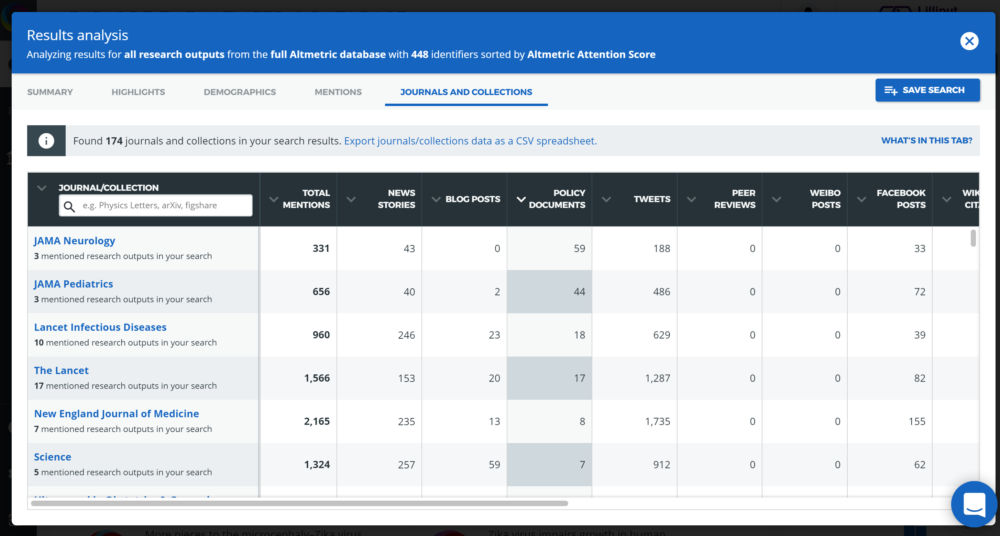 Lilliput
Results analysis
Analyzing results for all research outputs from the full Altmetric database with 448 identifiers sorted by Altmetric Attention Score
SUMMARY HIGHLIGHTS DEMOGRAPHICS MENTIONS JOURNALS AND COLLECTIONS SAVE SEARCH
Found 174 journals and collections in your search results. Export journals/collections data as a CSV spreadsheet. WHAT'S IN THIS TAB?
JOURNAL/COLLECTION
e.g. Physics Letters, arXiv, figshare
TOTAL MENTIONS NEWS STORIES BLOG POSTS POLICY DOCUMENTS TWEETS PEER REVIEWS WEIBO POSTS FACEBOOK POSTS
JAMA Neurology
3 mentioned research outputs in your search
331 43 0 59 188 0 0 33
JAMA Pediatrics
3 mentioned research outputs in your search
656 40 2 44 486 0 0 72
Lancet Infectious Diseases
10 mentioned research outputs in your search
960 246 23 18 629 0 0 39
The Lancet
17 mentioned research outputs in your search
1,566 153 20 17 1,287 0 0 82
New England Journal of Medicine
7 mentioned research outputs in your search
2,165 235 13 8 1,735 0 0 155
Science
5 mentioned research outputs in your search
1,324 257 59 7 912 0 0 62
More pieces to the microcephaly–Zika virus
Zika virus impairs growth in human